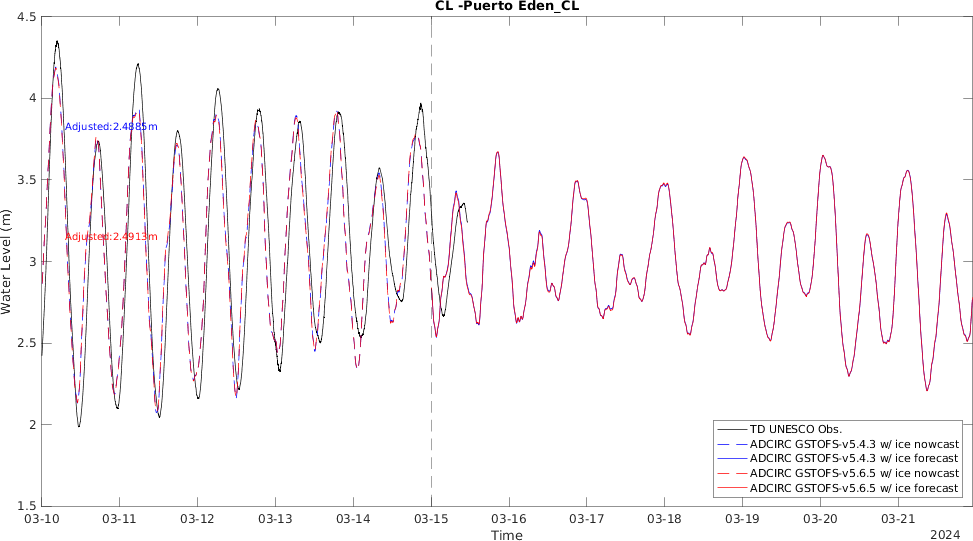 CL -Puerto Eden_CL
4.5
4
3.5
3
2.5
2
1.5
Water Level (m)
Adjusted:2.4885m
Adjusted:2.4913m
TD UNESCO Obs.
ADCIRC GSTOFS-v5.4.3 w/ ice nowcast
ADCIRC GSTOFS-v5.4.3 w/ ice forecast
ADCIRC GSTOFS-v5.6.5 w/ ice nowcast
ADCIRC GSTOFS-v5.6.5 w/ ice forecast
03-10 03-11 03-12 03-13 03-14 03-15 03-16 03-17 03-18 03-19 03-20 03-21
Time
2024